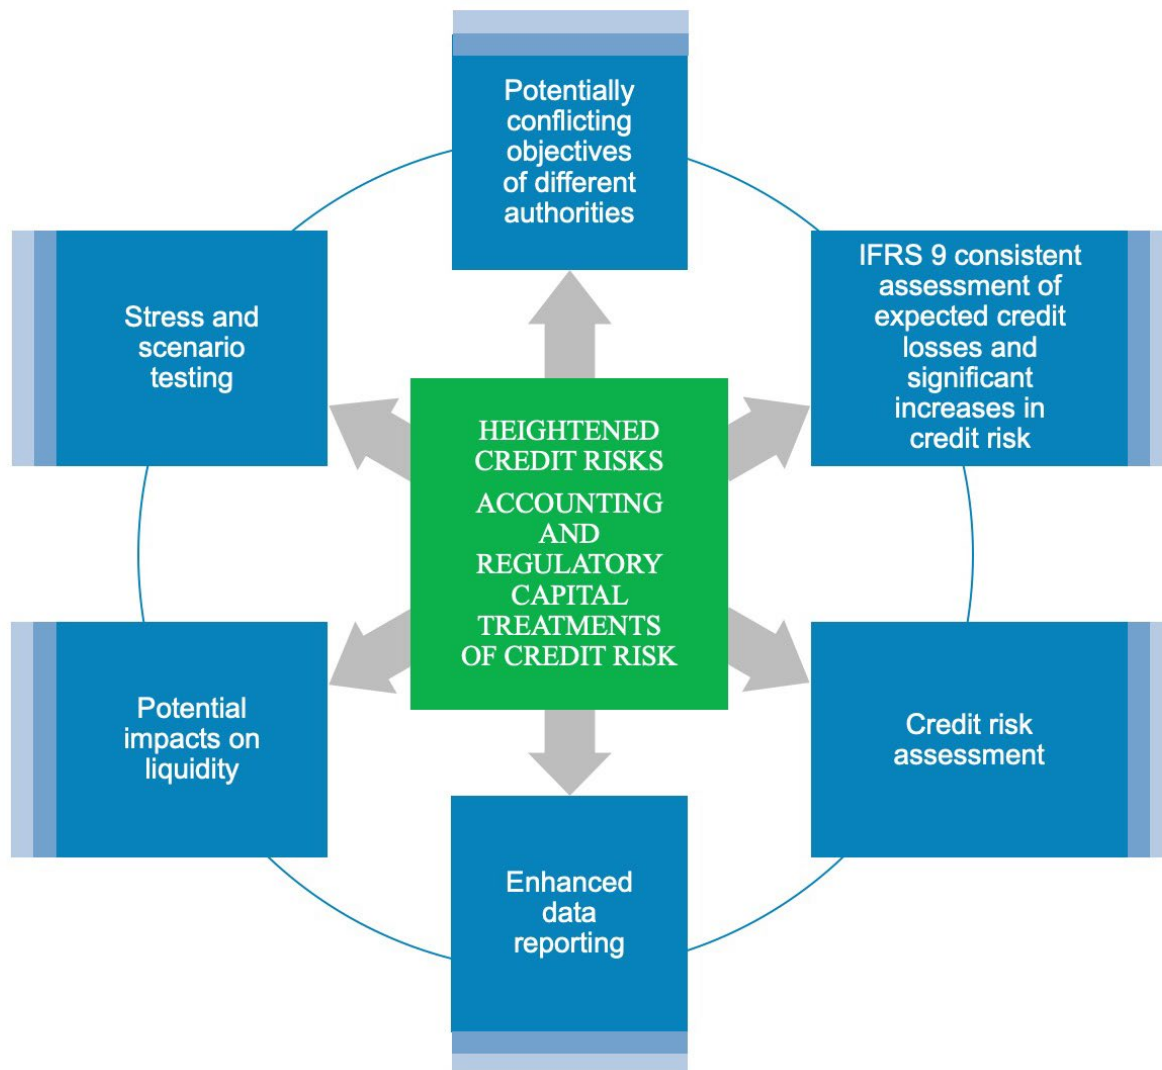 Potentially
conflicting
objectives
of different
authorities
IFRS 9 consistent
assessment of
expected credit
losses and
significant
increases in
credit risk
Stress and
scenario
testing
HEIGHTENED
CREDIT RISKS
ACCOUNTING
AND
REGULATORY
CAPITAL
TREATMENTS
OF CREDIT RISK
Potential
impacts on
liquidity
Credit risk
assessment
Enhanced
data
reporting